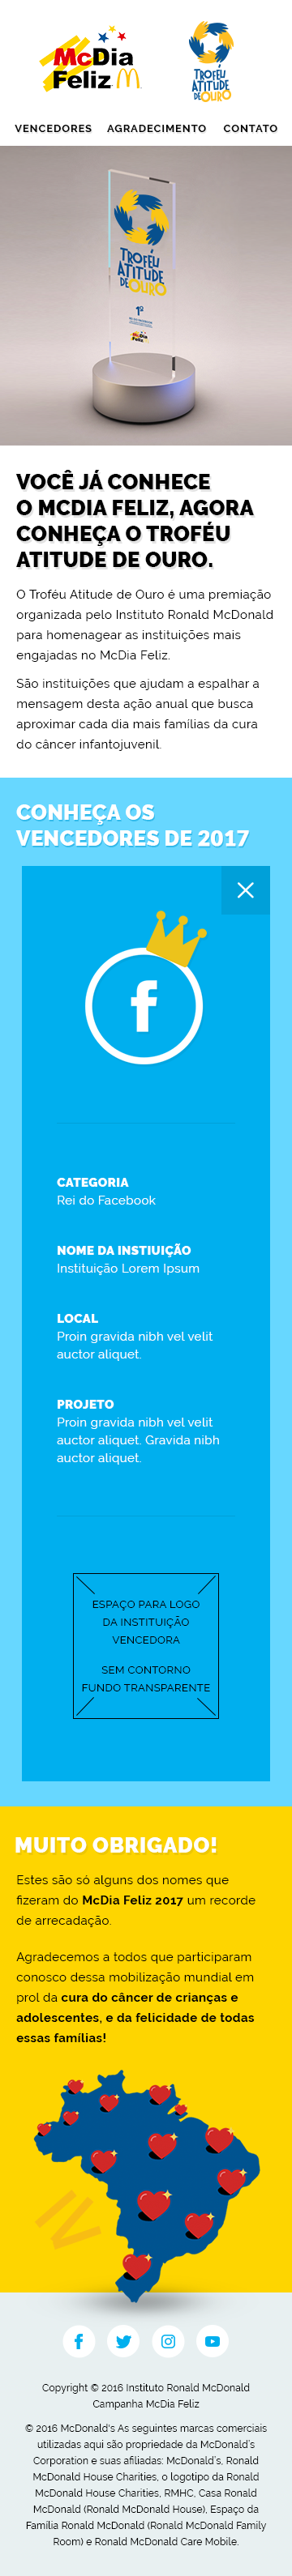 McDia
Feliz
TROFÉU
ATITUDE
DE OURO
VENCEDORES AGRADECIMENTO CONTATO
TROFÉU
ATITUDE
DE OURO
1º
McDia
Feliz
VOCÊ JÁ CONHECE
O MCDIA FELIZ, AGORA
CONHEÇA O TROFÉU
ATITUDE DE OURO.
O Troféu Atitude de Ouro é uma premiação
organizada pelo Instituto Ronald McDonald
para homenagear as instituições mais
engajadas no McDia Feliz.
São instituições que ajudam a espalhar a
mensagem desta ação anual que busca
aproximar cada dia mais famílias da cura
do câncer infantojuvenil.
CONHEÇA OS
VENCEDORES DE 2017
CATEGORIA
Rei do Facebook
NOME DA INSTIUIÇÃO
Instituição Lorem Ipsum
LOCAL
Proin gravida nibh vel velit
auctor aliquet.
PROJETO
Proin gravida nibh vel velit
auctor aliquet. Gravida nibh
auctor aliquet.
ESPAÇO PARA LOGO
DA INSTITUIÇÃO
VENCEDORA
SEM CONTORNO
FUNDO TRANSPARENTE
MUITO OBRIGADO!
Estes são só alguns dos nomes que
fizeram do McDia Feliz 2017 um recorde
de arrecadação.
Agradecemos a todos que participaram
conosco dessa mobilização mundial em
prol da cura do câncer de crianças e
adolescentes, e da felicidade de todas
essas famílias!
Copyright © 2016 Instituto Ronald McDonald
Campanha McDia Feliz
© 2016 McDonald's As seguintes marcas comerciais
utilizadas aqui são propriedade da McDonald's
Corporation e suas afiliadas: McDonald's, Ronald
McDonald House Charities, o logotipo da Ronald
McDonald House Charities, RMHC, Casa Ronald
McDonald (Ronald McDonald House), Espaço da
Família Ronald McDonald (Ronald McDonald Family
Room) e Ronald McDonald Care Mobile.